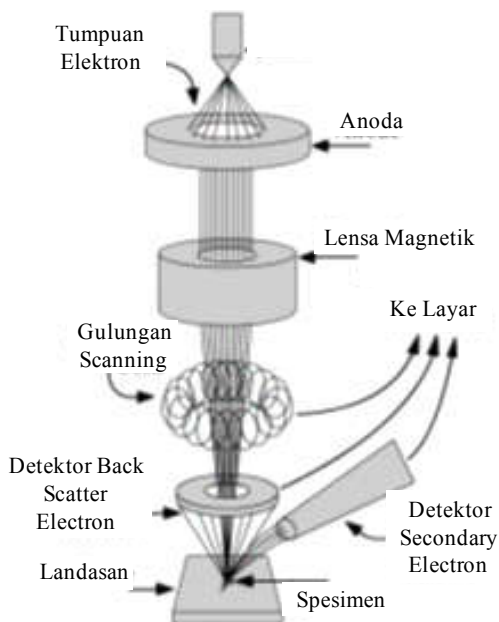 Tumpuan
Elektron
Anoda
Lensa Magnetik
Ke Layar
Gulungan
Scanning
Detektor Back
Scatter
Electron
Detektor
Secondary
Electron
Landasan
Spesimen